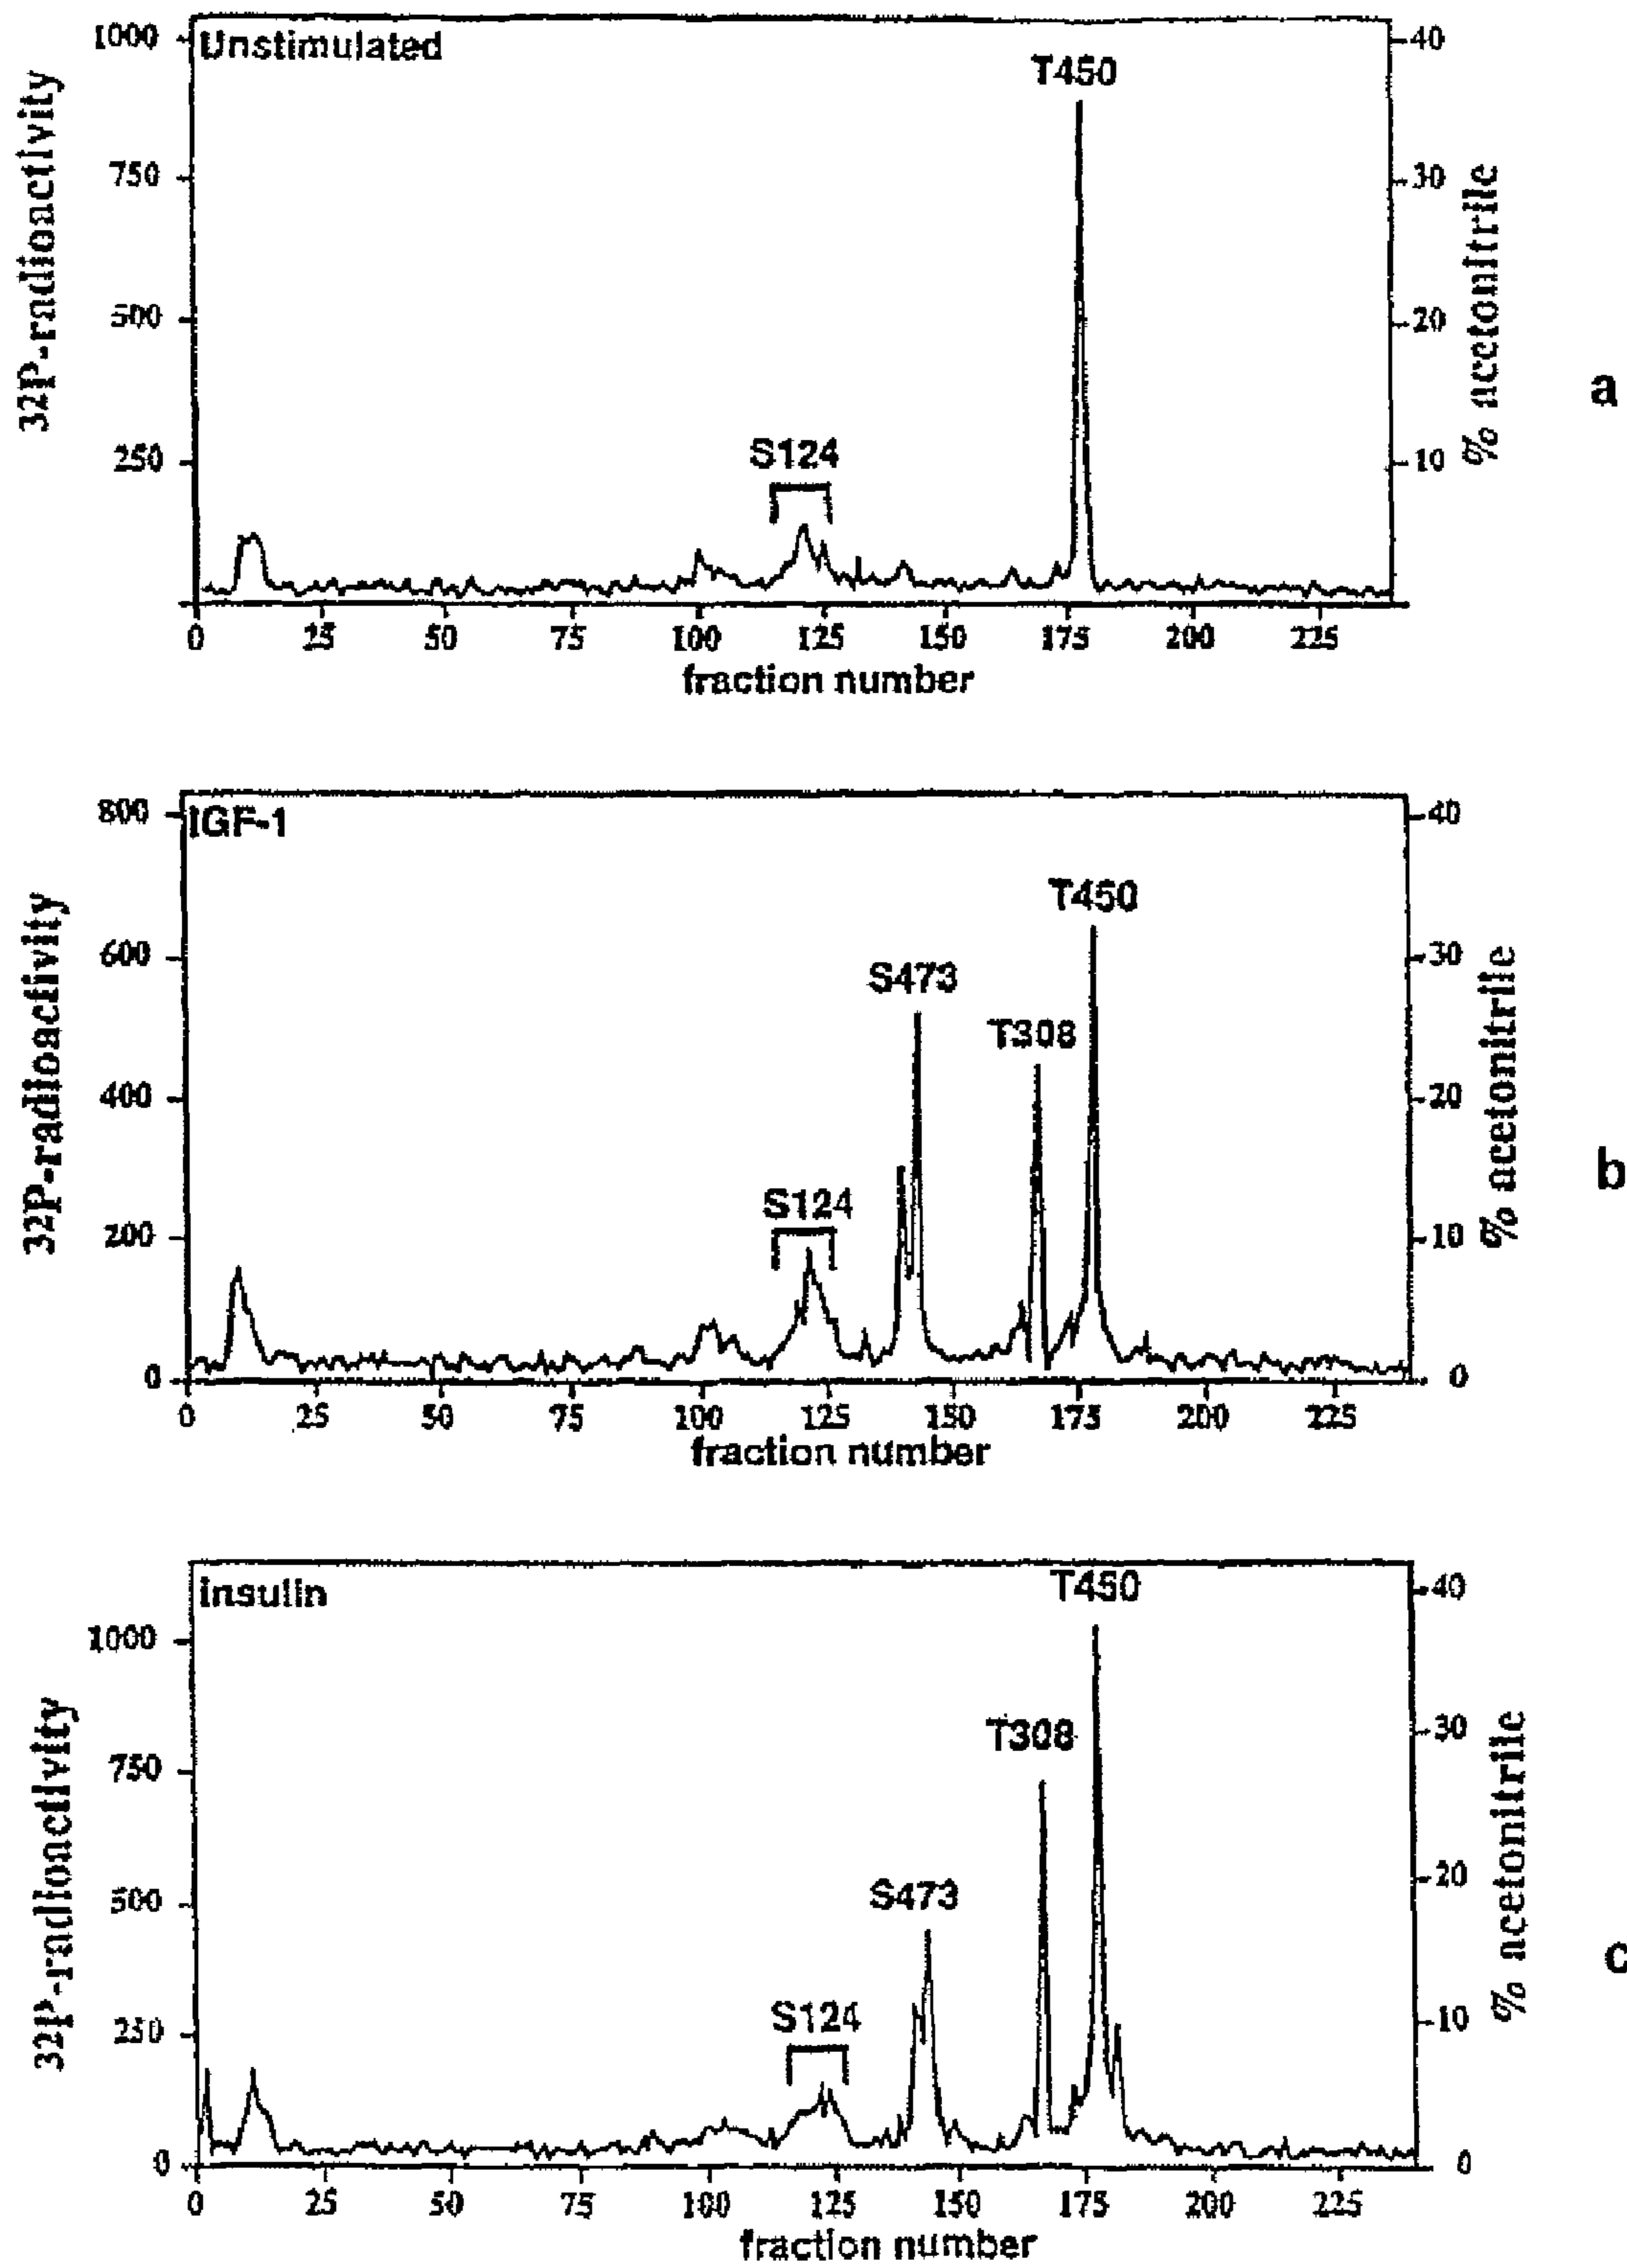 Unstimulated
1000
750
500
250
32P-radioactivity
T450
S124
40
30
20
10
% acetonitrile
a
0 25 50 75 100 125 150 175 200 225
fraction number
IGF-1
800
600
400
200
0
32P-radioactivity
S124
S473
T308
T450
40
30
20
10
0
% acetonitrile
b
0 25 50 75 100 125 150 175 200 225
fraction number
insulin
1000
750
500
250
0
32P-radioactivity
S124
S473
T308
T450
40
30
20
10
0
% acetonitrile
c
0 25 50 75 100 125 150 175 200 225
fraction number